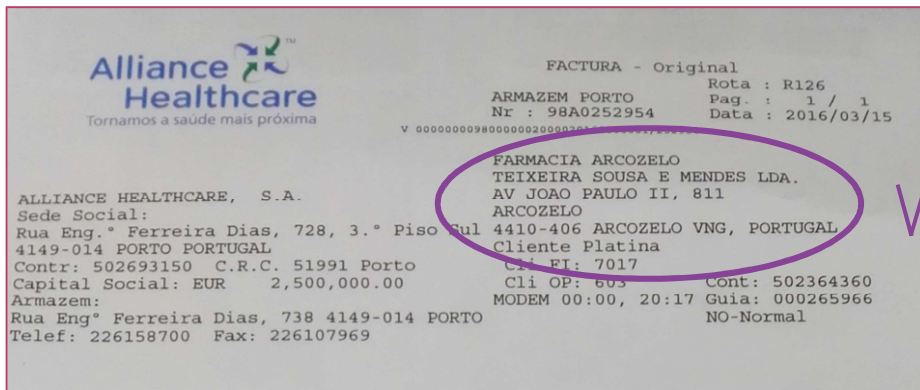 Alliance
Healthcare
Tornamos a saúde mais próxima
FACTURA - Original
Rota : R126
ARMAZEM PORTO
Pag. : 1 / 1
Nr : 98A0252954
Data : 2016/03/15
FARMACIA ARCOZELO
TEIXEIRA SOUSA E MENDES LDA.
AV JOAO PAULO II, 811
ARCOZELO
4410-406 ARCOZELO VNG, PORTUGAL
Cliente Platina
Cli FI: 7017
Cli OP: 603 Cont: 502364360
MODEM 00:00, 20:17 Guia: 000265966
NO-Normal
ALLIANCE HEALTHCARE, S.A.
Sede Social:
Rua Eng.° Ferreira Dias, 728, 3.° Piso Sul
4149-014 PORTO PORTUGAL
Contr: 502693150 C.R.C. 51991 Porto
Capital Social: EUR 2,500,000.00
Armazem:
Rua Eng° Ferreira Dias, 738 4149-014 PORTO
Telef: 226158700 Fax: 226107969